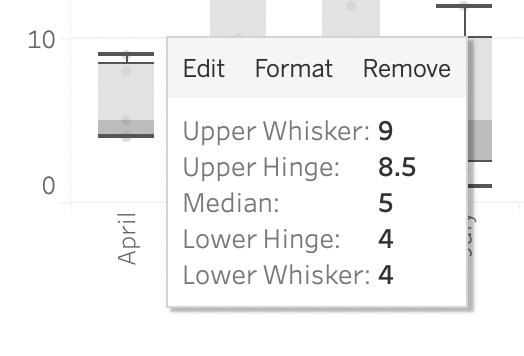 10
Edit Format Remove
Upper Whisker: 9
Upper Hinge: 8.5
Median: 5
Lower Hinge: 4
Lower Whisker: 4
0
April
July